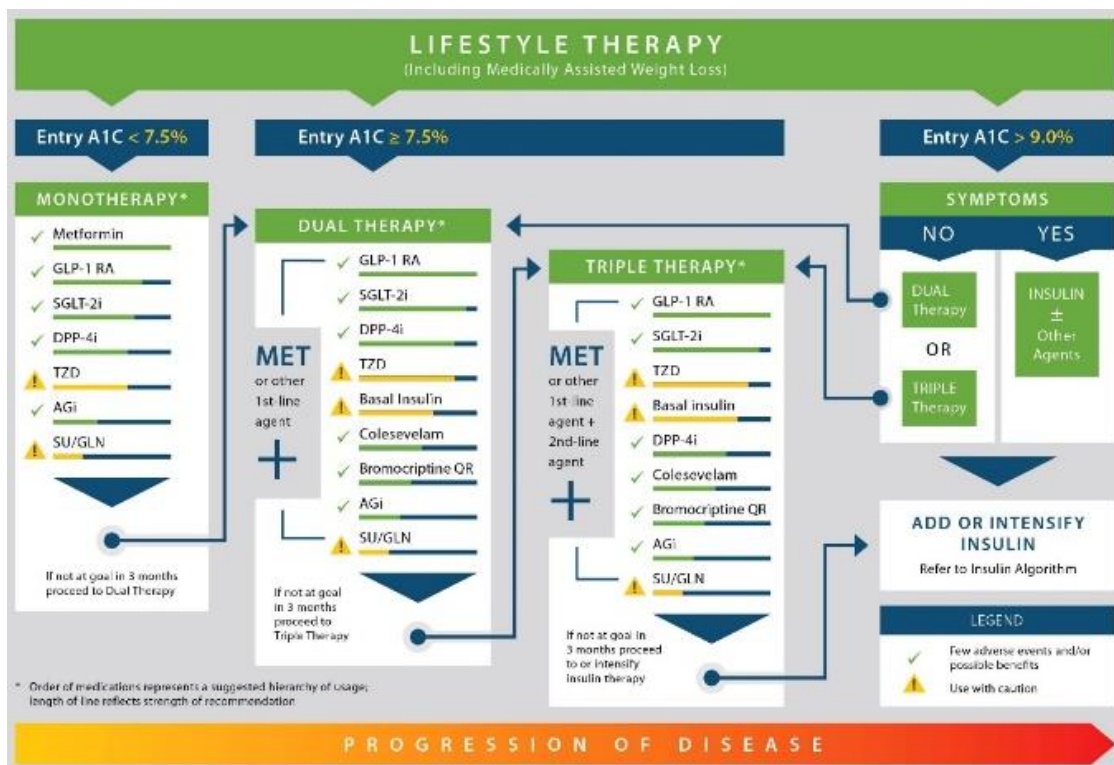 LIFESTYLE THERAPY
(Including Medically Assisted Weight Loss)
Entry A1C < 7.5%
MONOTHERAPY*
Metformin
GLP-1 RA
SGLT-2i
DPP-4i
TZD
AGi
SU/GLN
If not at goal in 3 months
proceed to Dual Therapy
Entry A1C ≥ 7.5%
DUAL THERAPY*
MET
or other
1st-line
agent
+
GLP-1 RA
SGLT-2i
DPP-4i
TZD
Basal Insulin
Colesevelam
Bromocriptine QR
AGi
SU/GLN
If not at goal
in 3 months
proceed to
Triple Therapy
TRIPLE THERAPY*
MET
or other
1st-line
agent +
2nd-line
agent
+
GLP-1 RA
SGLT-2i
TZD
Basal insulin
DPP-4i
Colesevelam
Bromocriptine QR
AGi
SU/GLN
If not at goal in
3 months proceed
to or intensify
insulin therapy
Entry A1C > 9.0%
SYMPTOMS
NO
YES
DUAL
Therapy
OR
TRIPLE
Therapy
INSULIN
±
Other
Agents
ADD OR INTENSIFY
INSULIN
Refer to Insulin Algorithm
LEGEND
Few adverse events and/or
possible benefits
Use with caution
* Order of medications represents a suggested hierarchy of usage;
length of line reflects strength of recommendation
PROGRESSION OF DISEASE